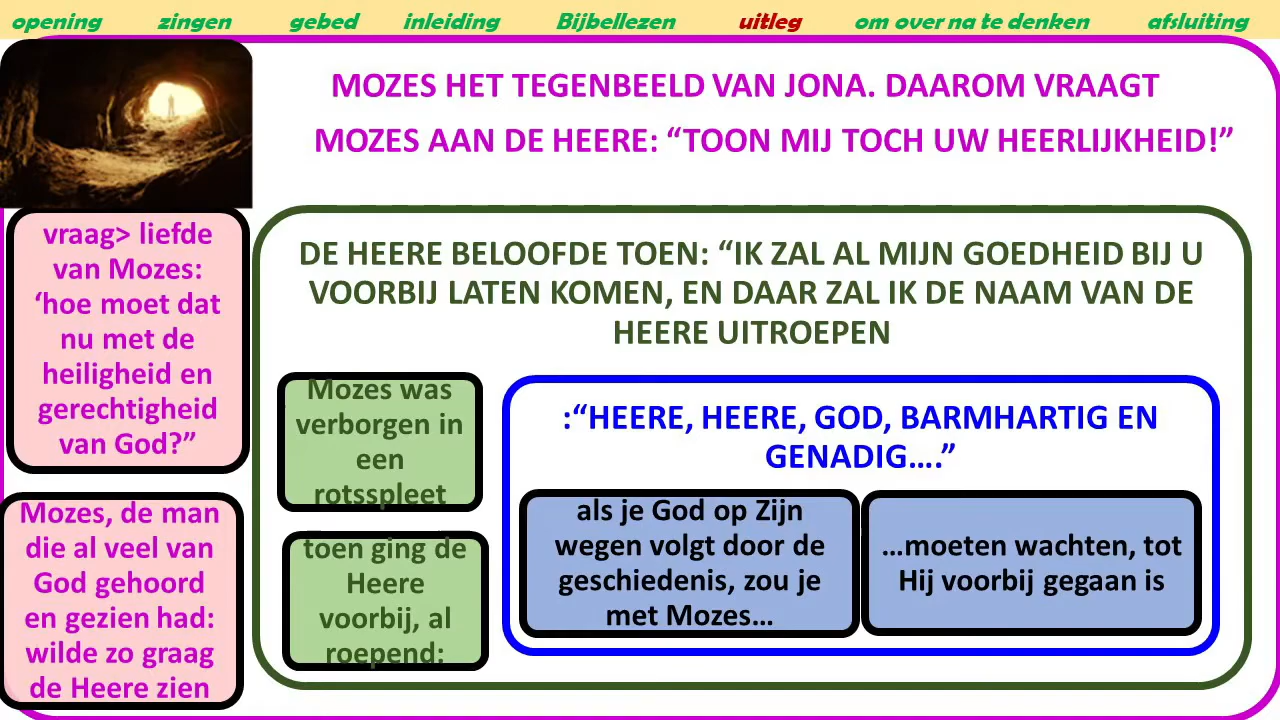 opening zingen gebed inleiding Bijbellezen uitleg om over na te denken afsluiting
MOZES HET TEGENBEELD VAN JONA. DAAROM VRAAGT
MOZES AAN DE HEERE: “TOON MIJ TOCH UW HEERLIJKHEID!”
vraag> liefde
van Mozes:
‘hoe moet dat
nu met de
heiligheid en
gerechtigheid
van God?”
Mozes, de man
die al veel van
God gehoord
en gezien had:
wilde zo graag
de Heere zien
DE HEERE BELOOFDE TOEN: “IK ZAL AL MIJN GOEDHEID BIJ U
VOORBIJ LATEN KOMEN, EN DAAR ZAL IK DE NAAM VAN DE
HEERE UITROEPEN
Mozes was
verborgen in
een
rotsspleet
toen ging de
Heere
voorbij, al
roepend:
:“HEERE, HEERE, GOD, BARMHARTIG EN
GENADIG….”
als je God op Zijn
wegen volgt door de
geschiedenis, zou je
met Mozes…
…moeten wachten, tot
Hij voorbij gegaan is